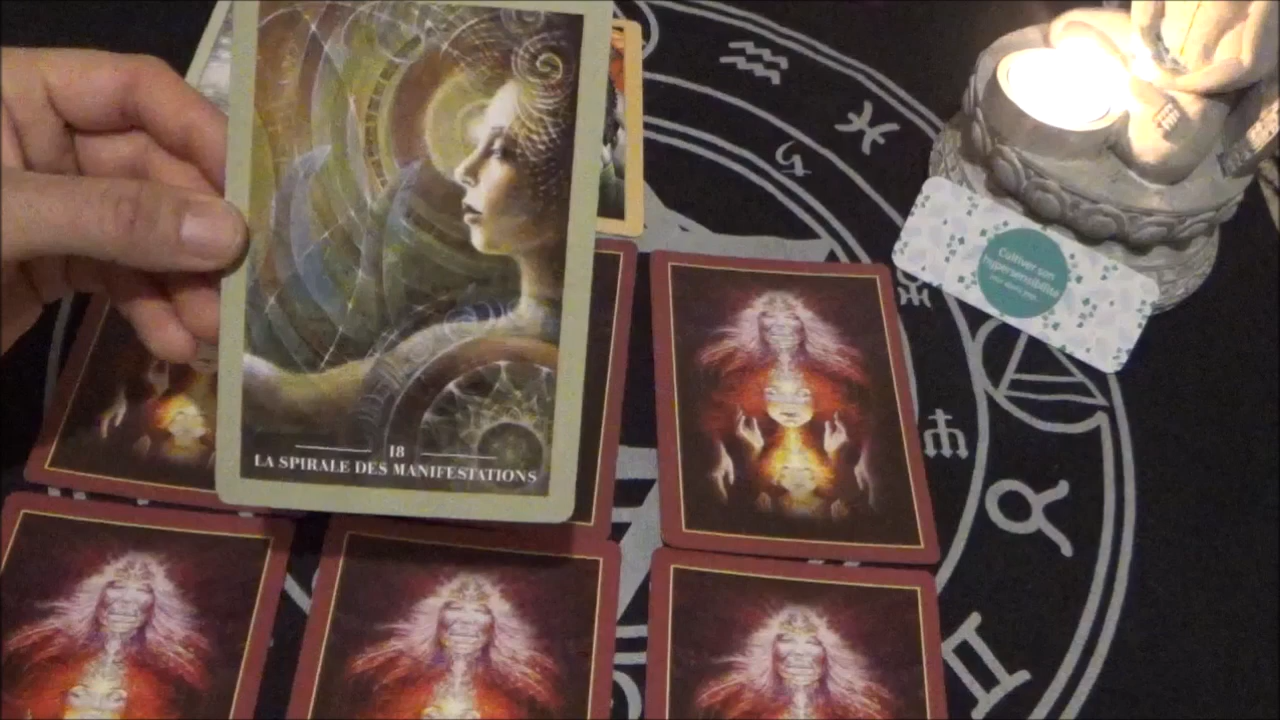 18
LA SPIRALE DES MANIFESTATIONS
Cultiver son
hypersensibilité